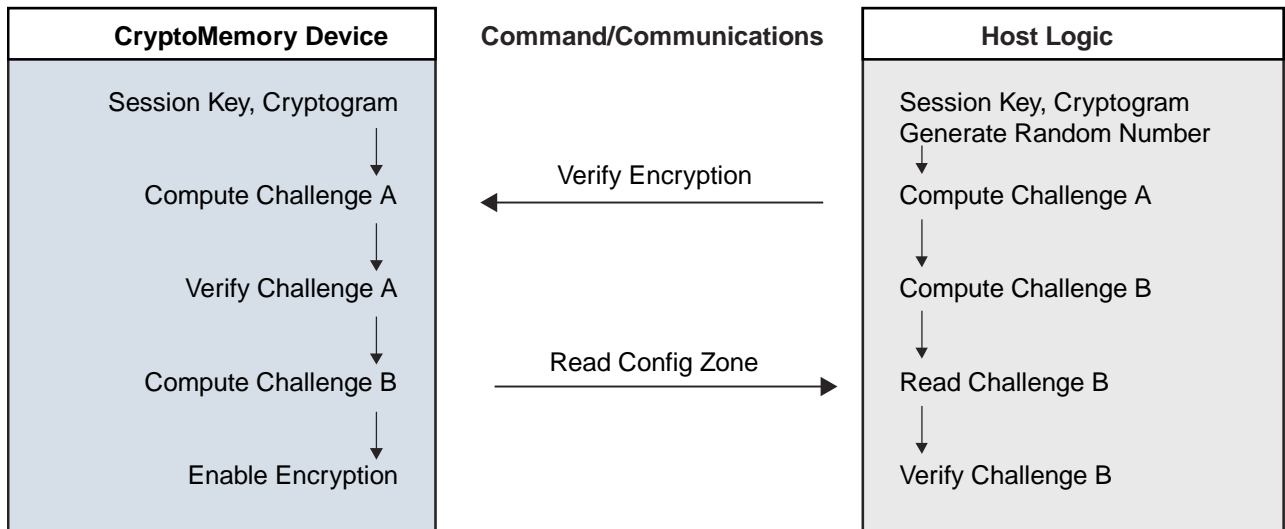 CryptoMemory Device
Command/Communications
Host Logic
Session Key, Cryptogram
Compute Challenge A
Verify Challenge A
Compute Challenge B
Enable Encryption
Verify Encryption
Read Config Zone
Session Key, Cryptogram
Generate Random Number
Compute Challenge A
Compute Challenge B
Read Challenge B
Verify Challenge B